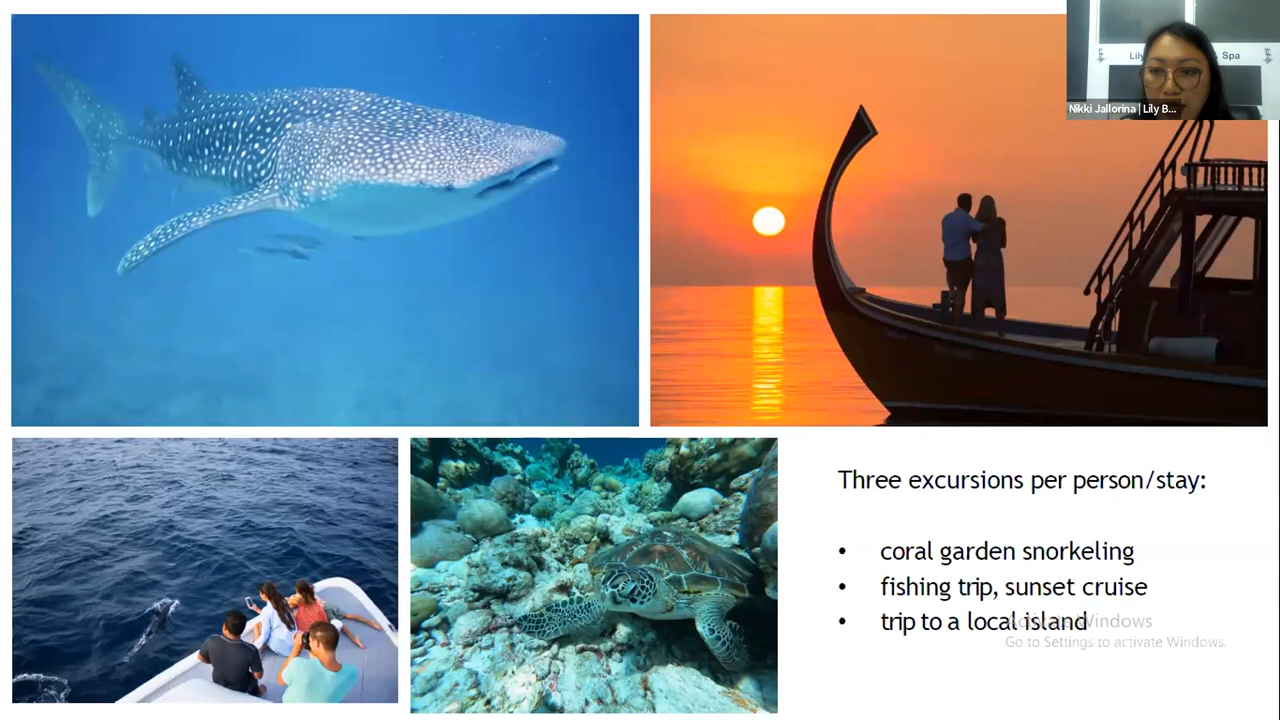 Lily
Spa
Nikki Jallorina | Lily B...
Three excursions per person/stay:
• coral garden snorkeling
• fishing trip, sunset cruise
• trip to a local island
Activate Windows
Go to Settings to activate Windows.